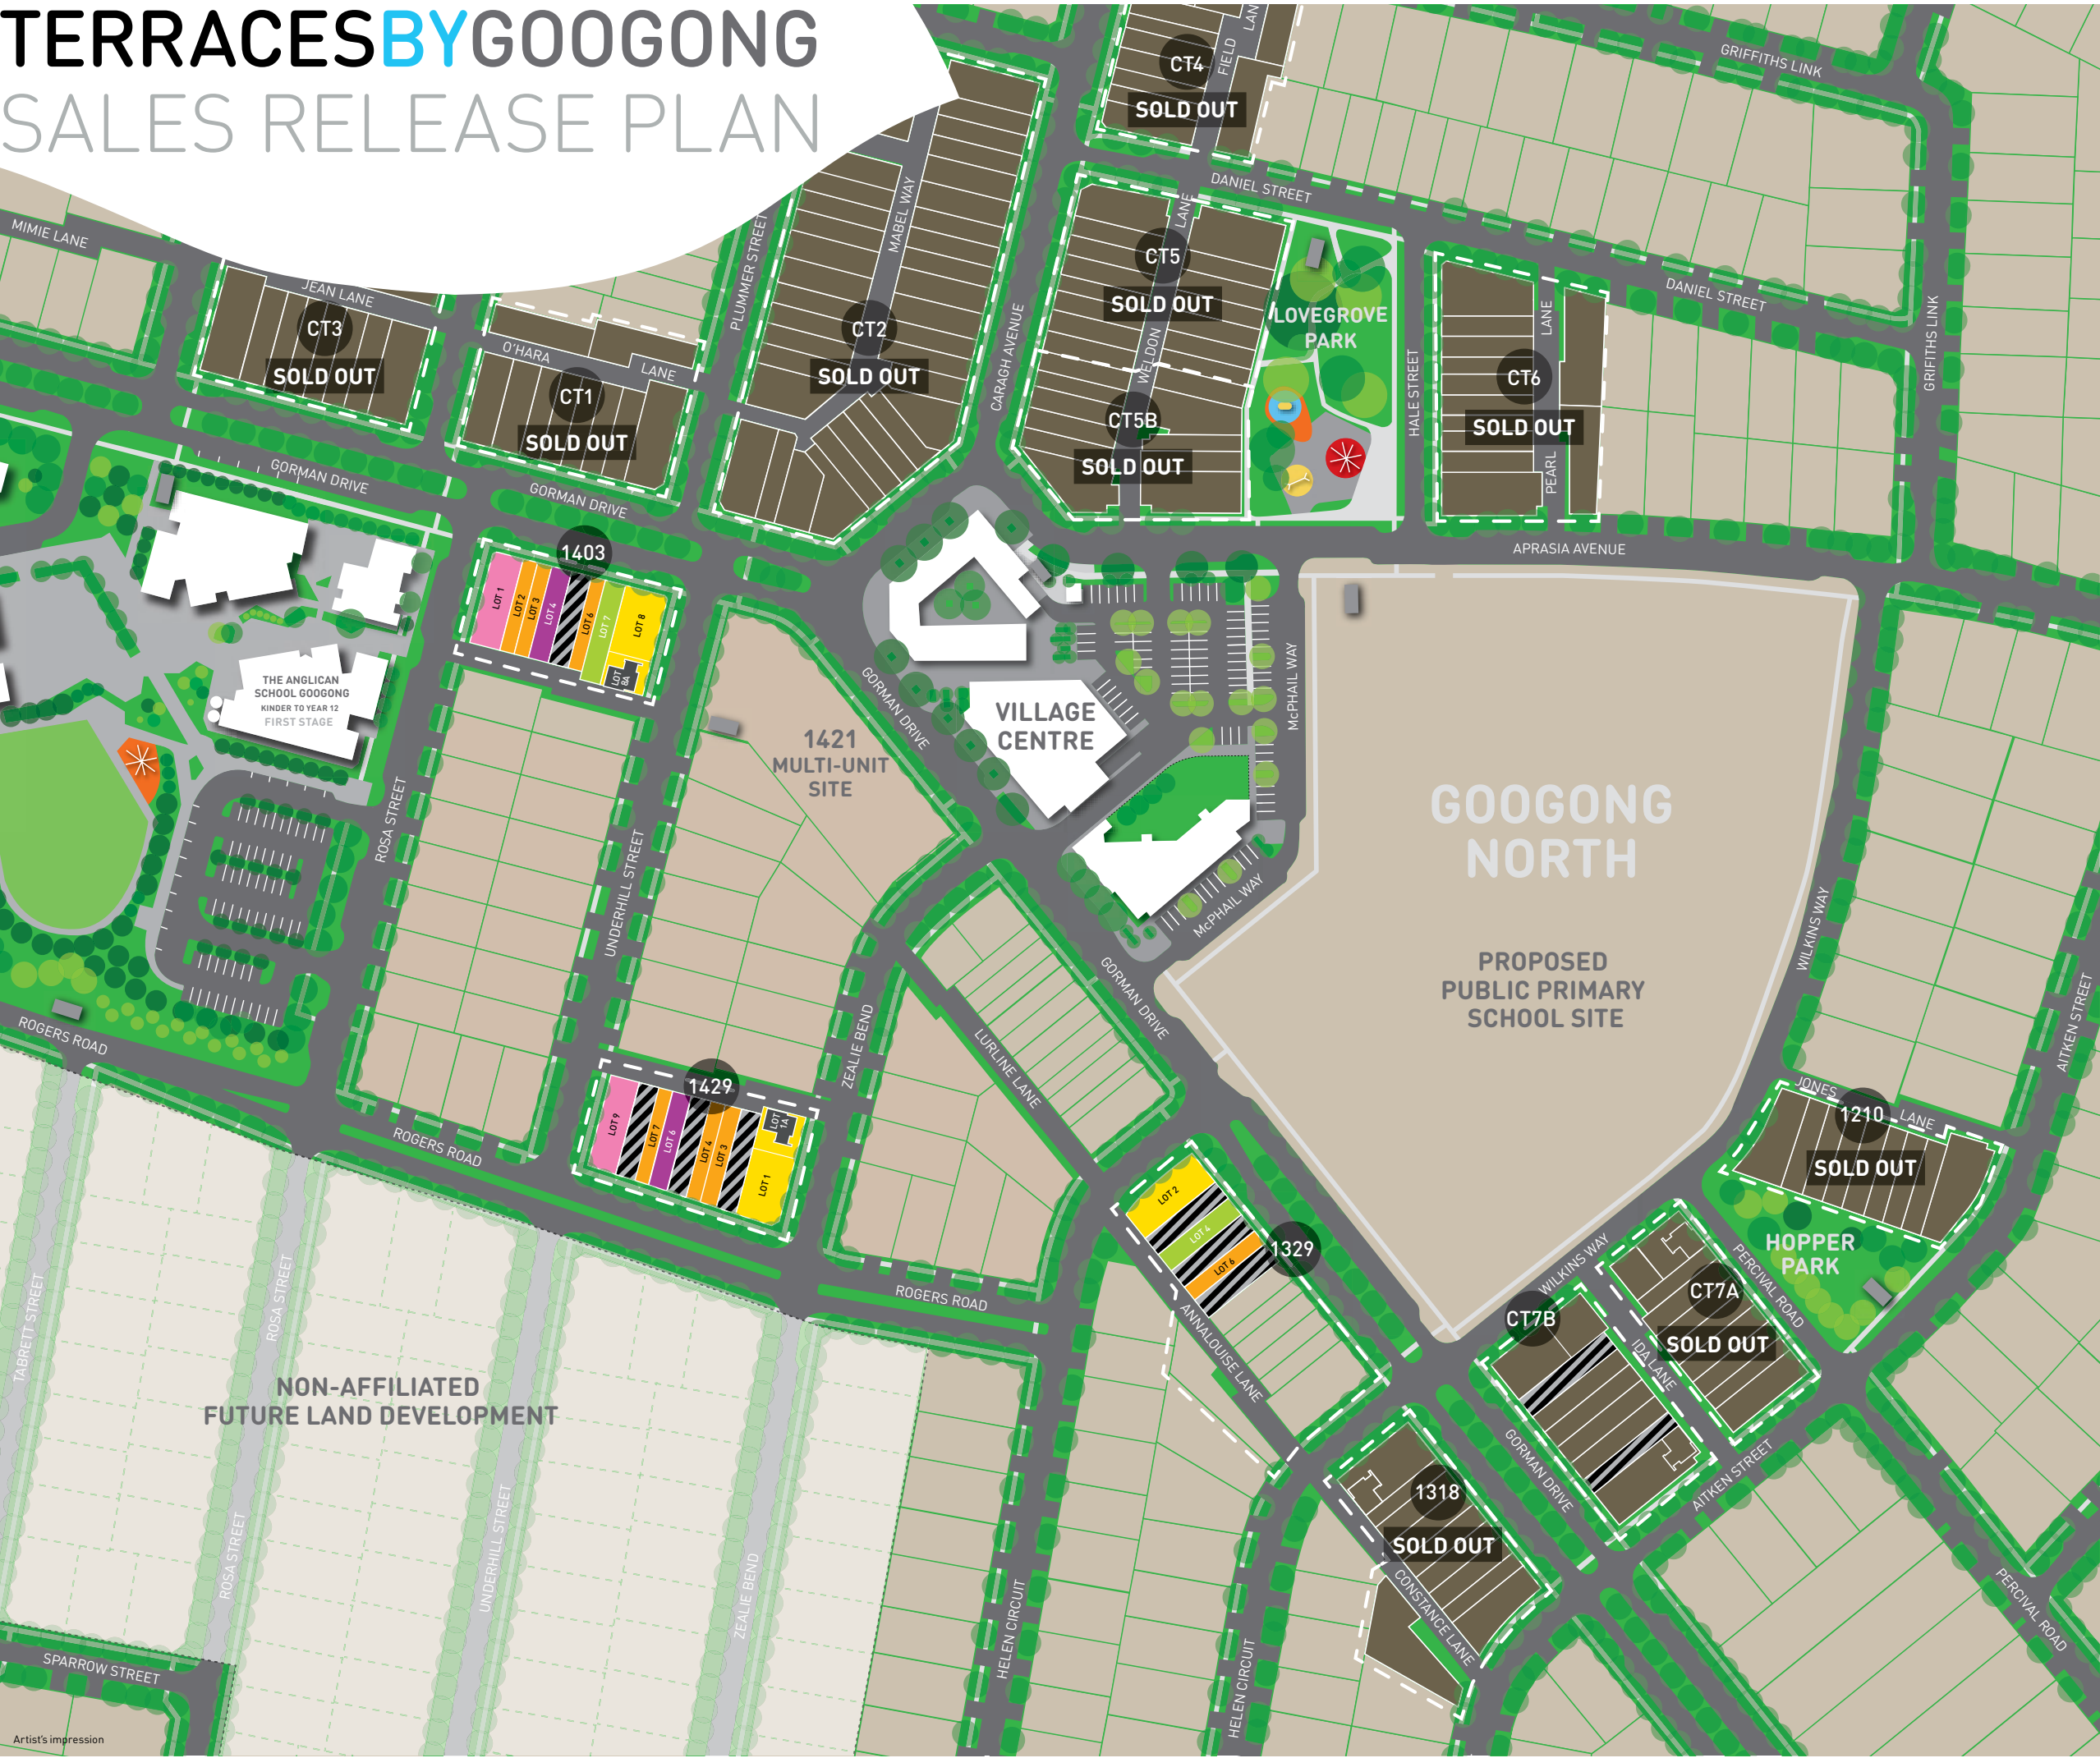 TERRACESBYGOOGONG
SALES RELEASE PLAN
CT4
SOLD OUT
FIELD
LAN
GRIFFITHS LINK
MIMIE LANE
JEAN LANE
CT3
SOLD OUT
O'HARA
LANE
CT1
SOLD OUT
PLUMMER STREET
MABEL WAY
CT2
SOLD OUT
CARAGH AVENUE
DANIEL STREET
LANE
WELDON
CT5
SOLD OUT
CT5B
SOLD OUT
LOVEGROVE
PARK
HALE STREET
LANE
PEARL
CT6
SOLD OUT
DANIEL STREET
GRIFFITHS LINK
GORMAN DRIVE
GORMAN DRIVE
APRASIA AVENUE
1403
LOT 1
LOT 2
LOT 3
LOT 4
LOT 6
LOT 7
LOT 8
LOT
8A
THE ANGLICAN
SCHOOL GOOGONG
KINDER TO YEAR 12
FIRST STAGE
1421
MULTI-UNIT
SITE
GORMAN DRIVE
VILLAGE
CENTRE
McPHAIL WAY
McPHAIL WAY
GOOGONG
NORTH
PROPOSED
PUBLIC PRIMARY
SCHOOL SITE
WILKINS WAY
AITKEN STREET
ROSA STREET
UNDERHILL STREET
ZEALIE BEND
LURLINE LANE
GORMAN DRIVE
ROGERS ROAD
ROGERS ROAD
1429
LOT 9
LOT 7
LOT 6
LOT 4
LOT 3
LOT
1A
LOT 1
ROGERS ROAD
LOT 2
LOT 4
LOT 6
1329
ANNALOUISE LANE
JONES
LANE
1210
SOLD OUT
HOPPER
PARK
WILKINS WAY
PERCIVAL ROAD
CT7A
SOLD OUT
CT7B
IDA LANE
GORMAN DRIVE
AITKEN STREET
1318
SOLD OUT
CONSTANCE LANE
PERCIVAL ROAD
NON-AFFILIATED
FUTURE LAND DEVELOPMENT
TABRETT STREET
ROSA STREET
ROSA STREET
UNDERHILL STREET
ZEALIE BEND
HELEN CIRCUIT
HELEN CIRCUIT
SPARROW STREET
Artist's impression